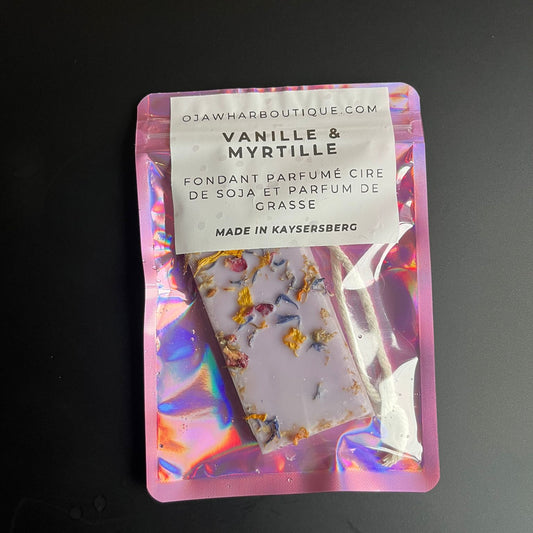 OJAWHARBOUTIQUE.COM
VANILLE &
MYRTILLE
FONDANT PARFUMÉ CIRE
DE SOJA ET PARFUM DE
GRASSE
MADE IN KAYSERSBERG